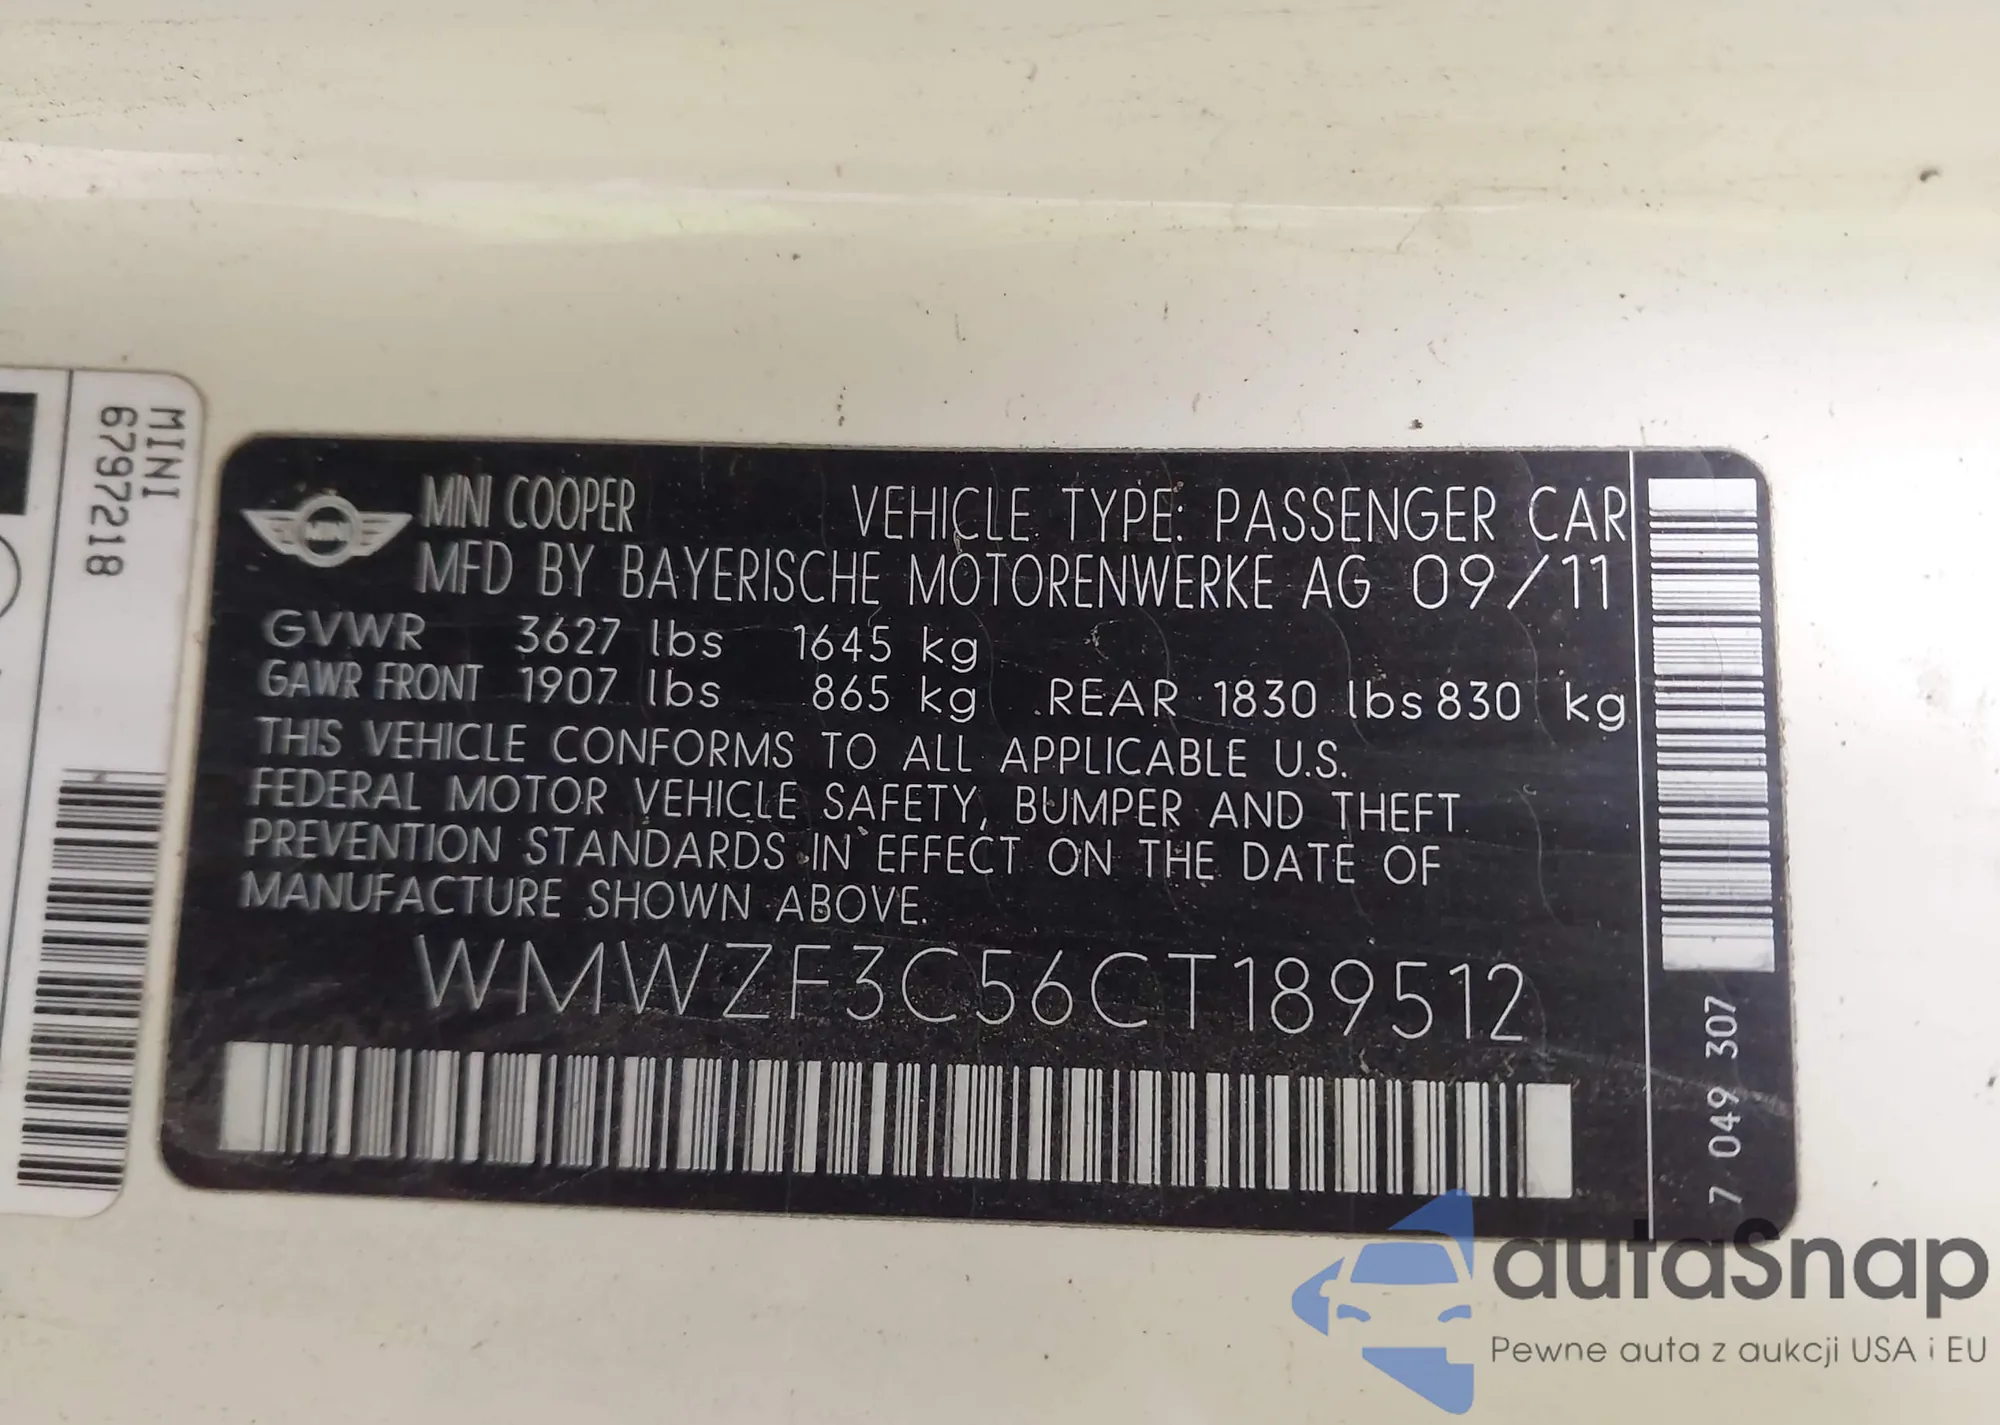 MINI
6797218
MINI
MINI COOPER VEHICLE TYPE: PASSENGER CAR
MFD BY BAYERISCHE MOTORENWERKE AG 09/11
GVWR 3627 lbs 1645 kg
GAWR FRONT 1907 lbs 865 kg REAR 1830 lbs 830 kg
THIS VEHICLE CONFORMS TO ALL APPLICABLE U.S.
FEDERAL MOTOR VEHICLE SAFETY, BUMPER AND THEFT
PREVENTION STANDARDS IN EFFECT ON THE DATE OF
MANUFACTURE SHOWN ABOVE.
WMWZF3C56CT189512
7 049 307
autaSnap
Pewne auta z aukcji USA i EU